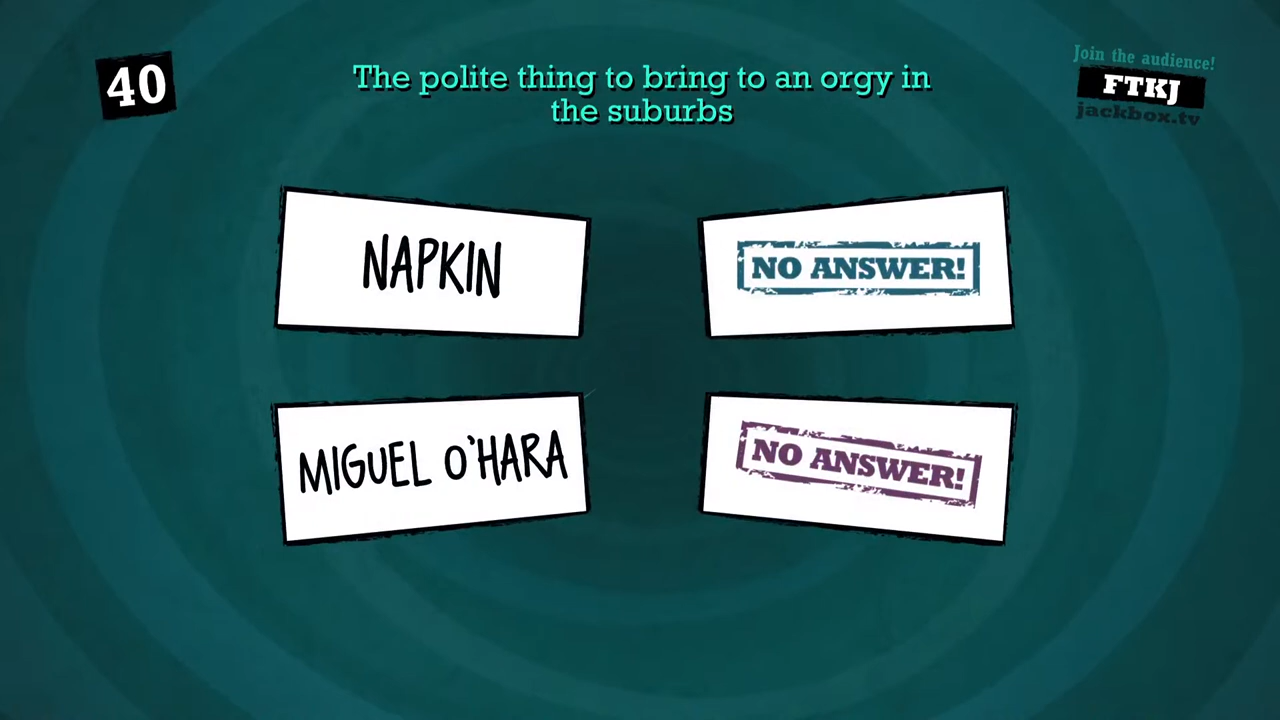 40
The polite thing to bring to an orgy in
the suburbs
Join the audience!
FTKJ
jackbox.tv
NAPKIN
NO ANSWER!
MIGUEL O'HARA
NO ANSWER!